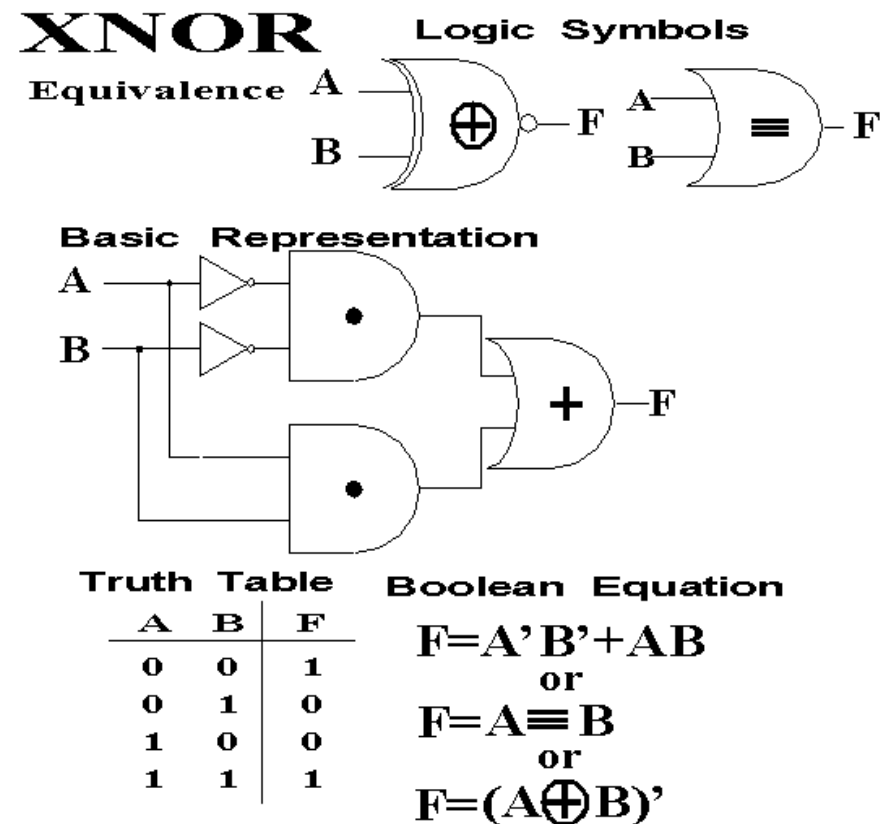 XNOR
Logic Symbols
Equivalence
A
B
⊕
F
A
B
≡
F
Basic Representation
A
B
•
•
+
F
Truth Table
A B F
0 0 1
0 1 0
1 0 0
1 1 1
Boolean Equation
F=A’B’+AB
or
F=A≡B
or
F=(A⊕B)’